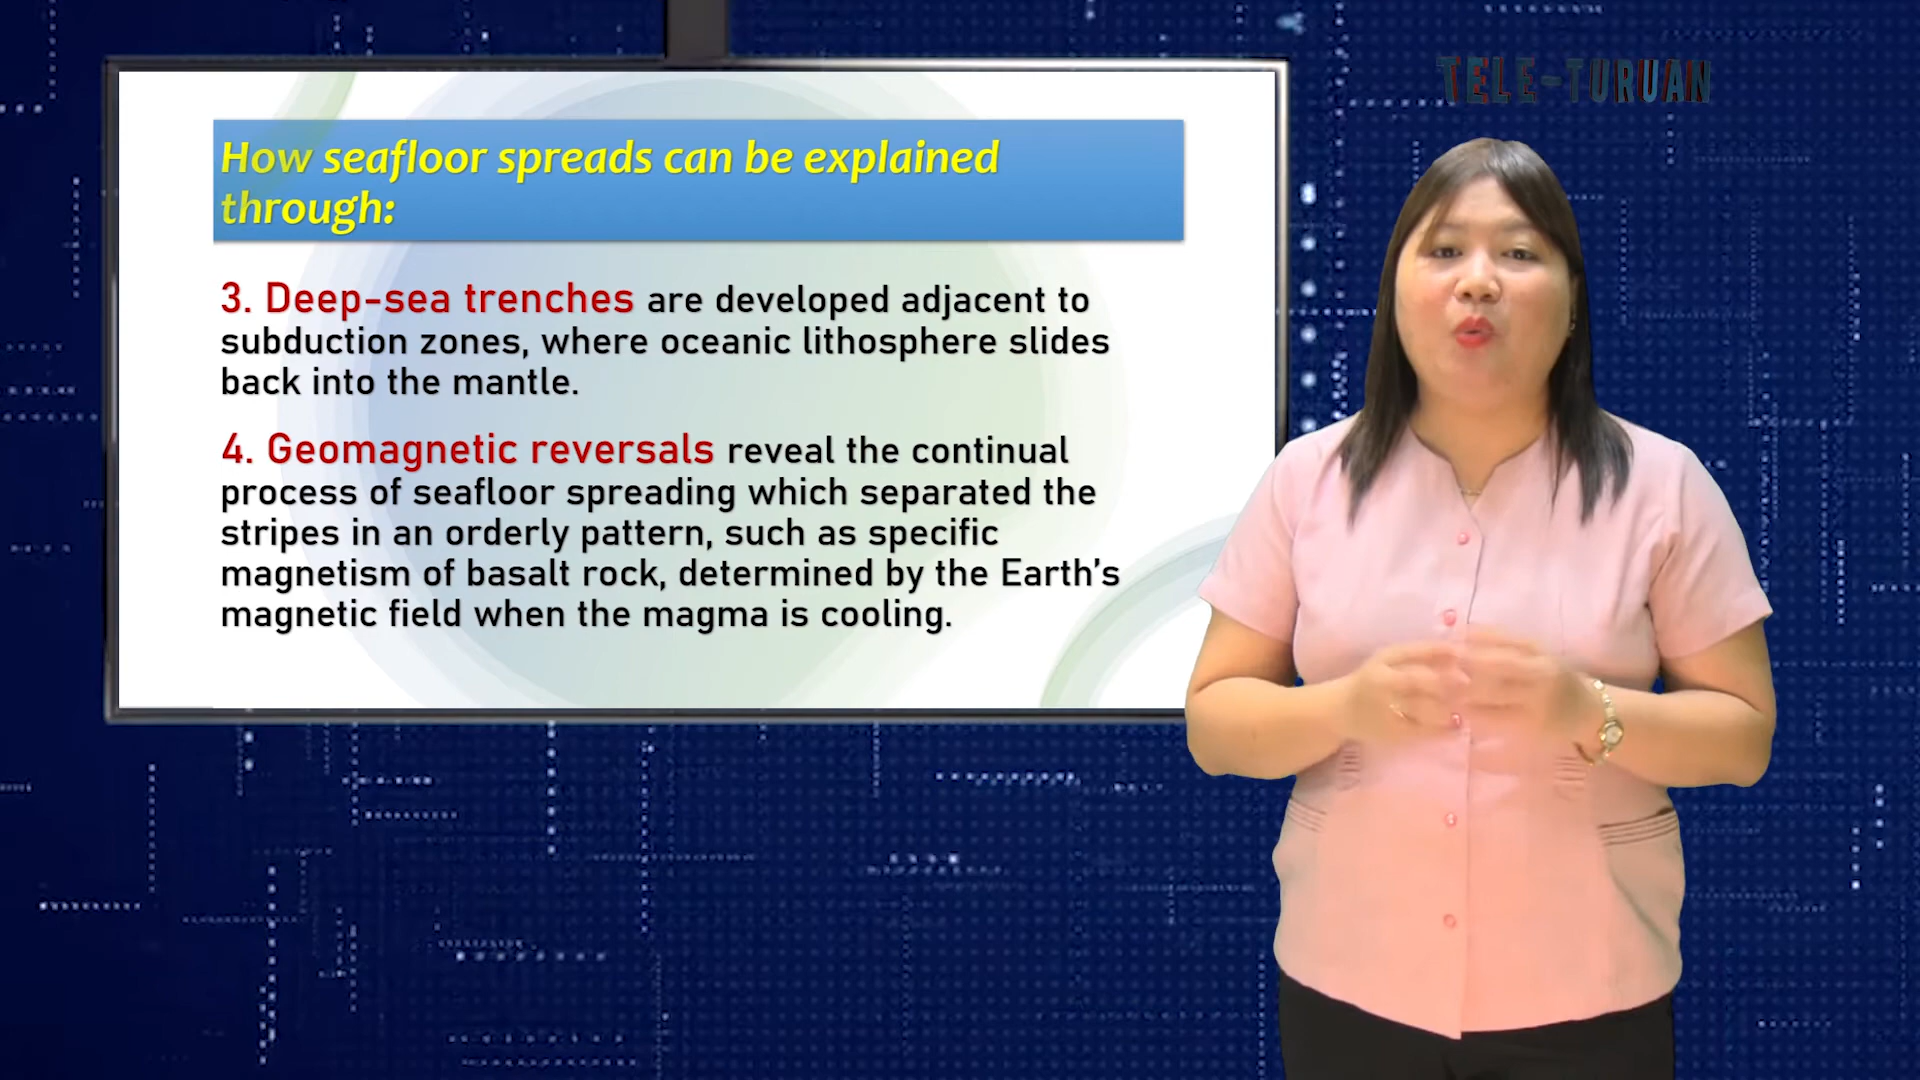 TELE-TURUAN
How seafloor spreads can be explained
through:
3. Deep-sea trenches are developed adjacent to
subduction zones, where oceanic lithosphere slides
back into the mantle.
4. Geomagnetic reversals reveal the continual
process of seafloor spreading which separated the
stripes in an orderly pattern, such as specific
magnetism of basalt rock, determined by the Earth's
magnetic field when the magma is cooling.